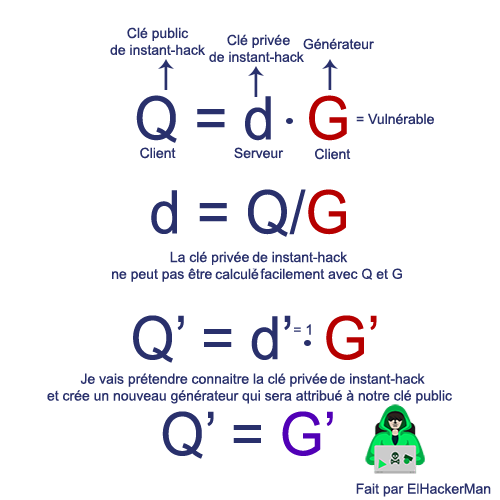 Clé public
de instant-hack
Clé privée
de instant-hack
Générateur
Q = d · G = Vulnérable
Client
Serveur
Client
d = Q/G
La clé privée de instant-hack
ne peut pas être calculé facilement avec Q et G
Q’ = d’ = 1 · G’
Je vais prétendre connaitre la clé privée de instant-hack
et crée un nouveau générateur qui sera attribué à notre clé public
Q’ = G’
Fait par ElHackerMan